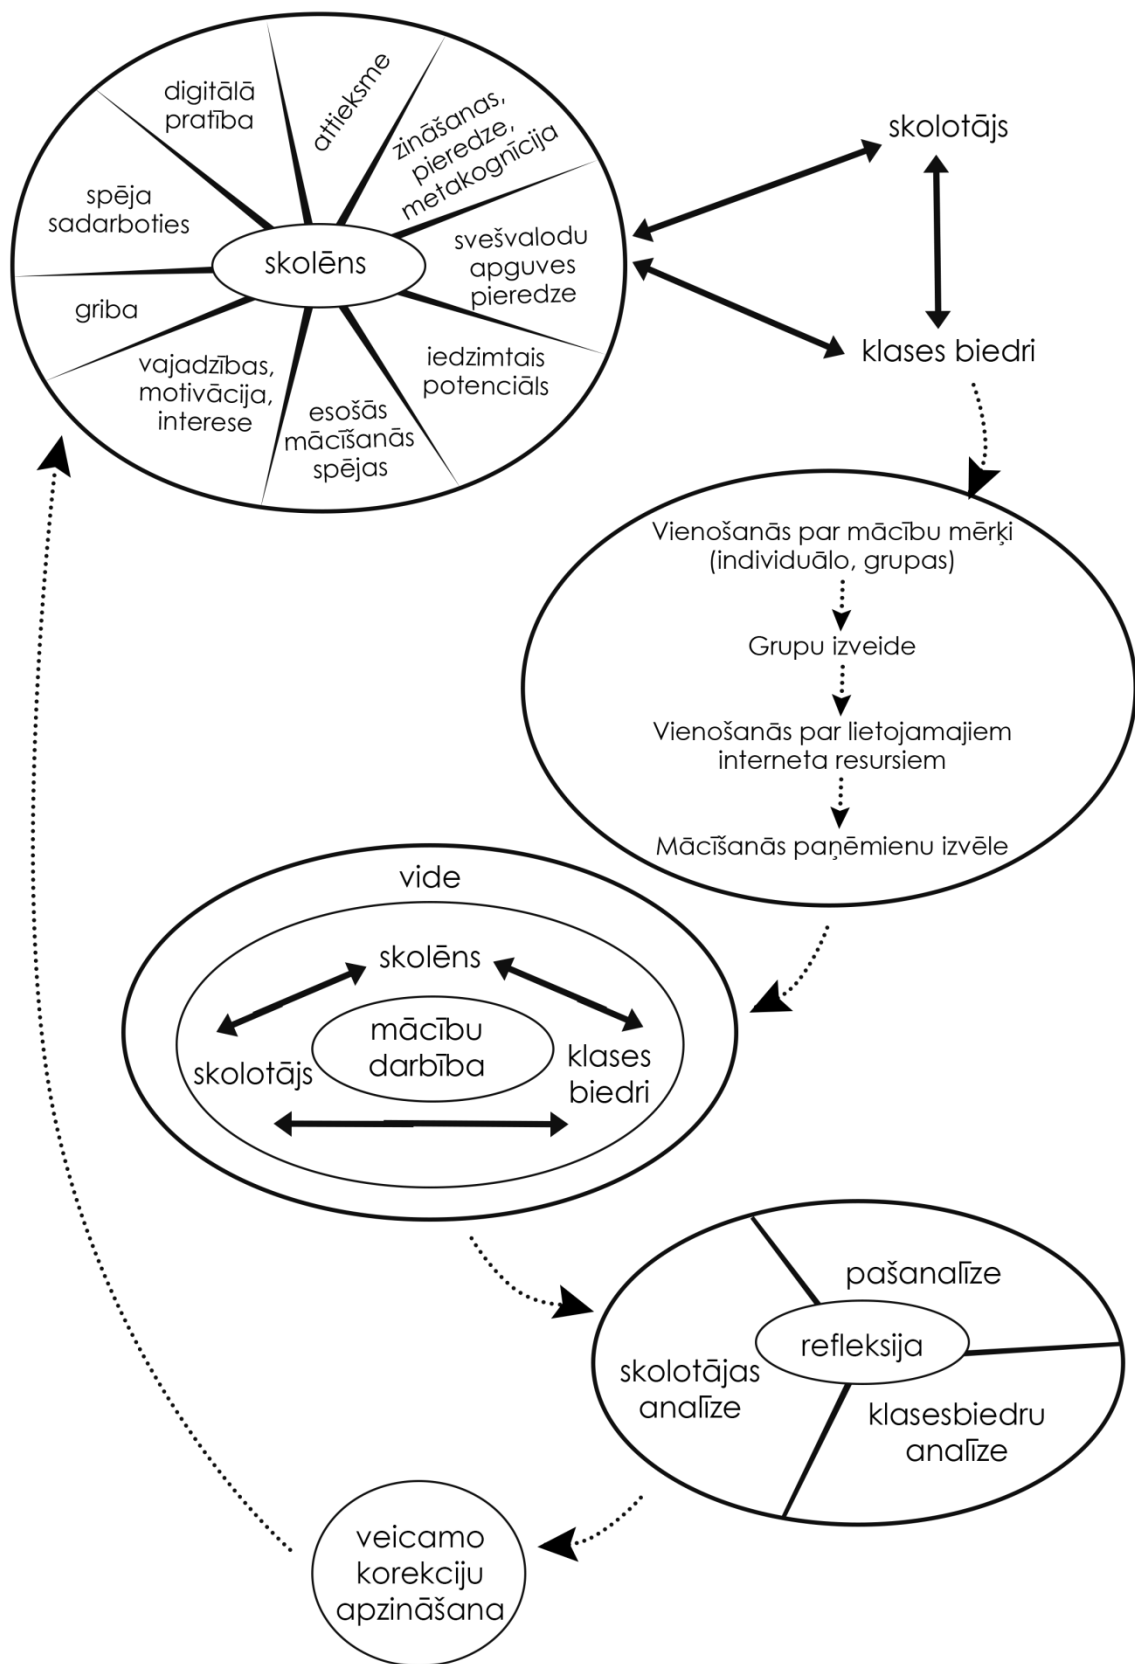 digitālā
pratība
attieksme
zināšanas,
pieredze,
metakognīcija
spēja
sadarboties
skolēns
svešvalodu
apguves
pieredze
griba
vajadzības,
motivācija,
interese
esošās
mācīšanās
spējas
iedzimtais
potenciāls
skolotājs
klases biedri
Vienošanās par mācību mērķi
(individuālo, grupas)
Grupu izveide
Vienošanās par lietojamajiem
interneta resursiem
Mācīšanās paņēmienu izvēle
vide
skolēns
mācību
darbība
skolotājs
klases
biedri
pašanalīze
refleksija
skolotājas
analīze
klasesbiedru
analīze
veicamo
korekciju
apzināšana